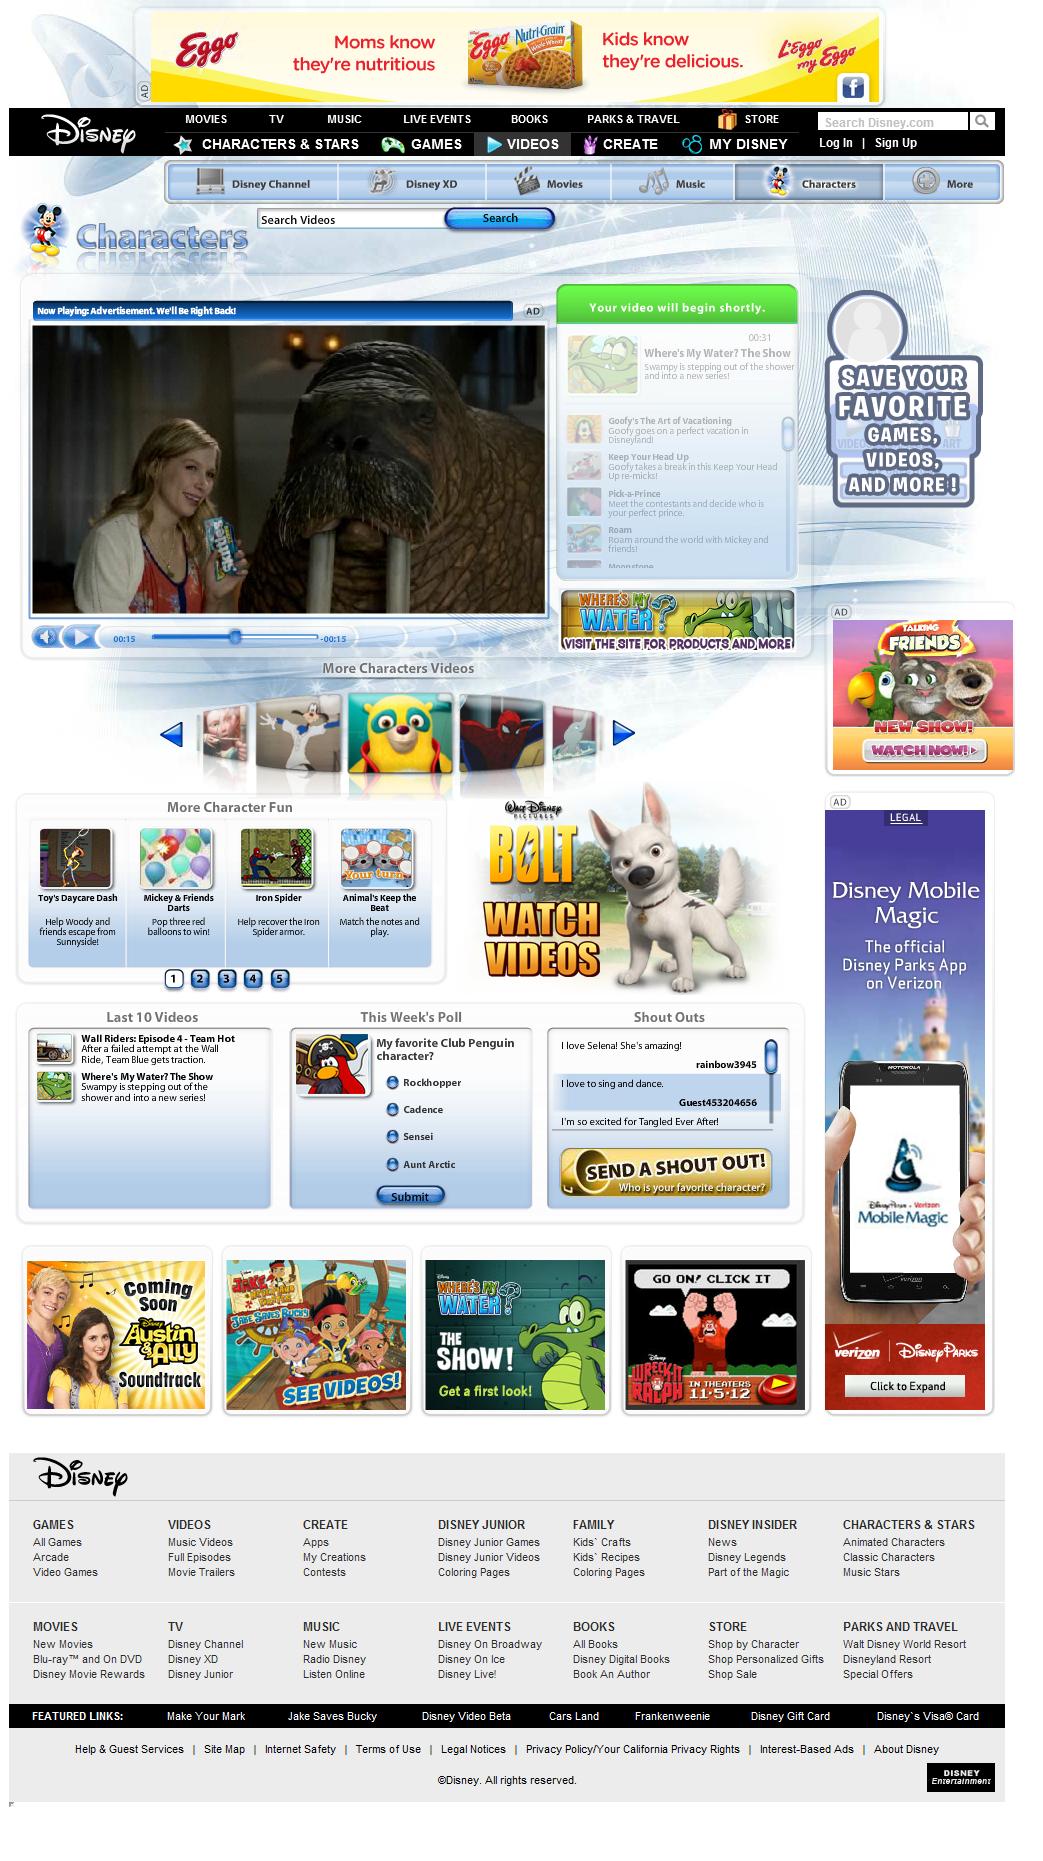 Eggo
Moms know
they're nutritious
Eggo
Nutri-Grain
Whole Wheat
Kids know
they're delicious.
L'Eggo
my Eggo
AD
Disney
MOVIES TV MUSIC LIVE EVENTS BOOKS PARKS & TRAVEL STORE
Search Disney.com
CHARACTERS & STARS GAMES VIDEOS CREATE MY DISNEY
Log In | Sign Up
Disney Channel Disney XD Movies Music Characters More
Characters
Search Videos
Search
Now Playing: Advertisement. We'll Be Right Back!
AD
Your video will begin shortly.
00:31
Where's My Water? The Show
Swampy is stepping out of the shower
and into a new series!
Goofy's The Art of Vacationing
Goofy goes on a perfect vacation in
Disneyland!
Keep Your Head Up
Goofy takes a break in this Keep Your Head
Up re-micks!
Pick-a-Prince
Meet the contestants and decide who is
your perfect prince.
Roam
Roam around the world with Mickey and
friends!
Moonstone
SAVE YOUR
FAVORITE
GAMES,
VIDEOS,
AND MORE!
WHERE'S MY
WATER?
VISIT THE SITE FOR PRODUCTS AND MORE
00:15
-00:15
AD
TALKING
FRIENDS
NEW SHOW!
WATCH NOW!
More Characters Videos
More Character Fun
Toy's Daycare Dash
Help Woody and
friends escape from
Sunnyside!
Mickey & Friends
Darts
Pop three red
balloons to win!
Iron Spider
Help recover the Iron
Spider armor.
Your turn
Animal's Keep the
Beat
Match the notes and
play.
1 2 3 4 5
Walt Disney
PICTURES
BOLT
WATCH
VIDEOS
AD
LEGAL
Disney Mobile
Magic
The official
Disney Parks App
on Verizon
MOTOROLA
Disney Parks + Verizon
Mobile Magic
verizon
verizon | Disney Parks
Click to Expand
Last 10 Videos
Wall Riders: Episode 4 - Team Hot
After a failed attempt at the Wall
Ride, Team Blue gets traction.
Where's My Water? The Show
Swampy is stepping out of the
shower and into a new series!
This Week's Poll
My favorite Club Penguin
character?
Rockhopper
Cadence
Sensei
Aunt Arctic
Submit
Shout Outs
I love Selena! She's amazing!
rainbow3945
I love to sing and dance.
Guest453204656
I'm so excited for Tangled Ever After!
SEND A SHOUT OUT!
Who is your favorite character?
Coming
Soon
Disney
Austin
& Ally
Soundtrack
JAKE SAVES BUCKY
SEE VIDEOS!
Disney
WHERE'S MY
WATER?
THE
SHOW!
Get a first look!
GO ON! CLICK IT
Disney
WRECK-IT
RALPH
IN THEATERS
11·5·12
Disney
GAMES VIDEOS CREATE DISNEY JUNIOR FAMILY DISNEY INSIDER CHARACTERS & STARS
All Games Music Videos Apps Disney Junior Games Kids` Crafts News Animated Characters
Arcade Full Episodes My Creations Disney Junior Videos Kids` Recipes Disney Legends Classic Characters
Video Games Movie Trailers Contests Coloring Pages Coloring Pages Part of the Magic Music Stars
MOVIES TV MUSIC LIVE EVENTS BOOKS STORE PARKS AND TRAVEL
New Movies Disney Channel New Music Disney On Broadway All Books Shop by Character Walt Disney World Resort
Blu-ray™ and On DVD Disney XD Radio Disney Disney On Ice Disney Digital Books Shop Personalized Gifts Disneyland Resort
Disney Movie Rewards Disney Junior Listen Online Disney Live! Book An Author Shop Sale Special Offers
FEATURED LINKS: Make Your Mark Jake Saves Bucky Disney Video Beta Cars Land Frankenweenie Disney Gift Card Disney`s Visa® Card
Help & Guest Services | Site Map | Internet Safety | Terms of Use | Legal Notices | Privacy Policy/Your California Privacy Rights | Interest-Based Ads | About Disney
©Disney. All rights reserved.
DISNEY
Entertainment